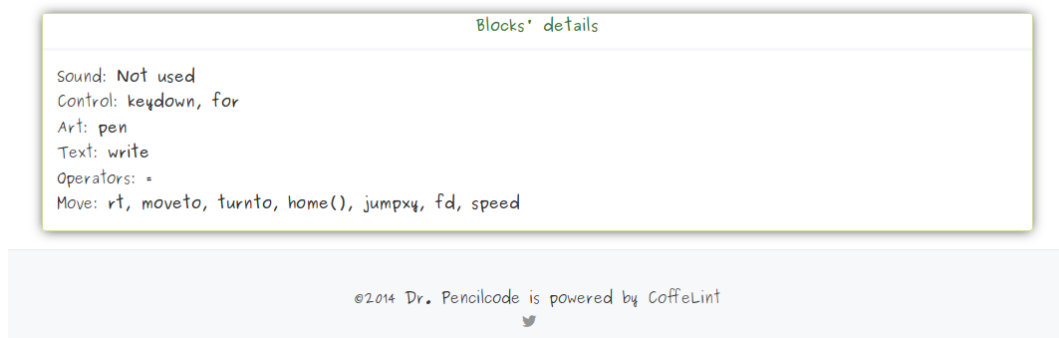 Blocks' details
Sound: Not used
Control: keydown, for
Art: pen
Text: write
Operators: =
Move: rt, moveto, turnto, home(), jumpxy, fd, speed
©2014 Dr. Pencilcode is powered by CoffeLint